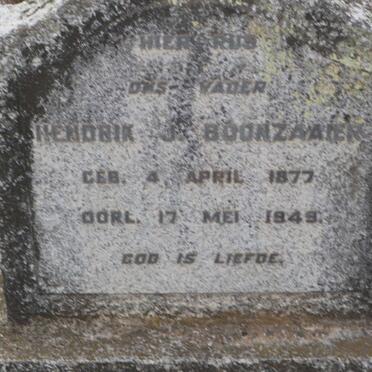 HIER RUS
ONS VADER
HENDRIK J. BOONZAAIER
GEB. 4 APRIL 1877
OORL. 17 MEI 1949.
GOD IS LIEFDE.